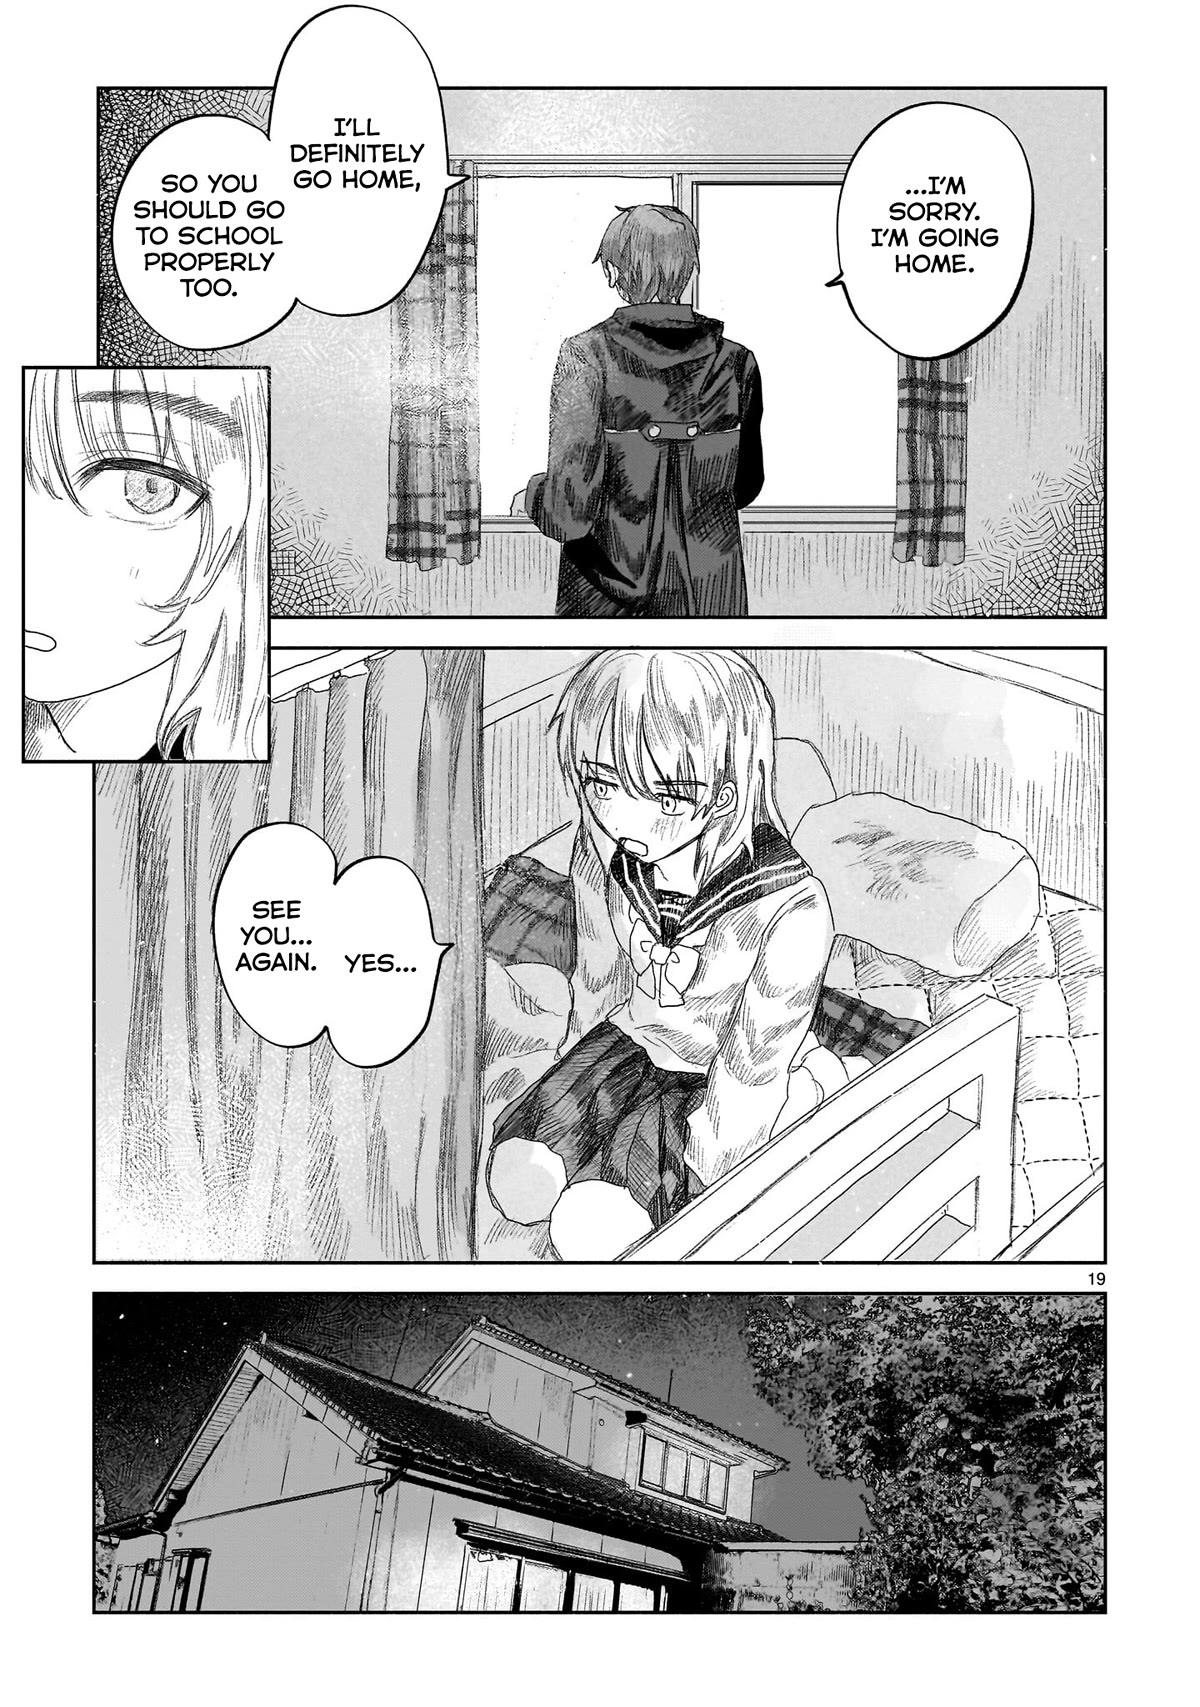 ...I'M
SORRY.
I'M GOING
HOME.
I'LL
DEFINITELY
GO HOME,
SO YOU
SHOULD GO
TO SCHOOL
PROPERLY
TOO.
YES...
SEE
YOU...
AGAIN.
19